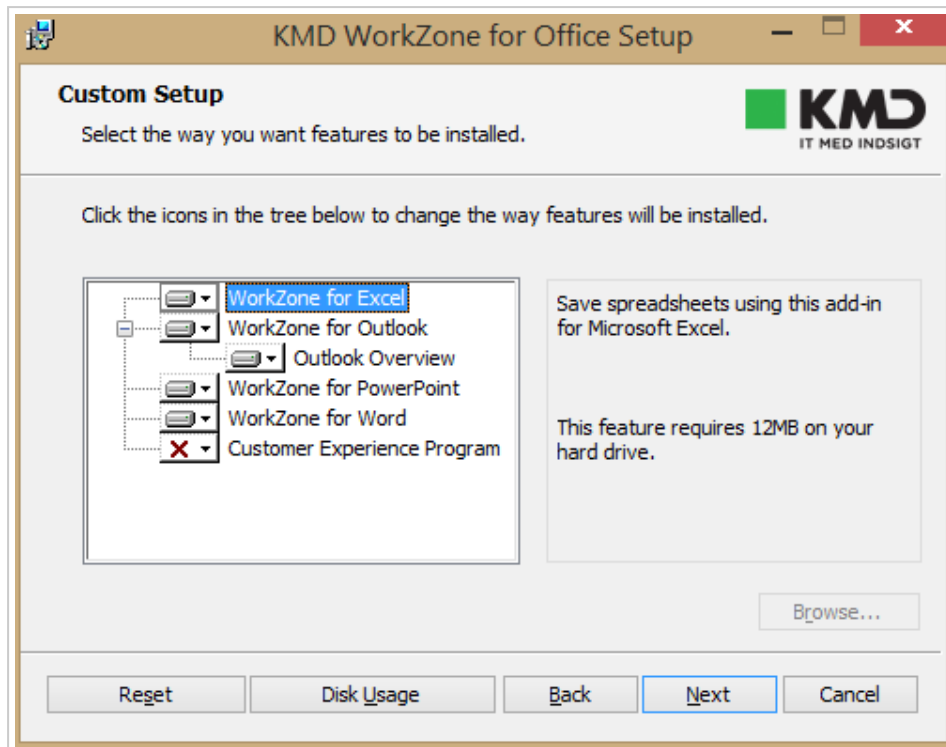 KMD WorkZone for Office Setup
Custom Setup
Select the way you want features to be installed.
KMD
IT MED INDSIGT
Click the icons in the tree below to change the way features will be installed.
WorkZone for Excel
WorkZone for Outlook
Outlook Overview
WorkZone for PowerPoint
WorkZone for Word
Customer Experience Program
Save spreadsheets using this add-in
for Microsoft Excel.
This feature requires 12MB on your
hard drive.
Browse...
Reset
Disk Usage
Back
Next
Cancel